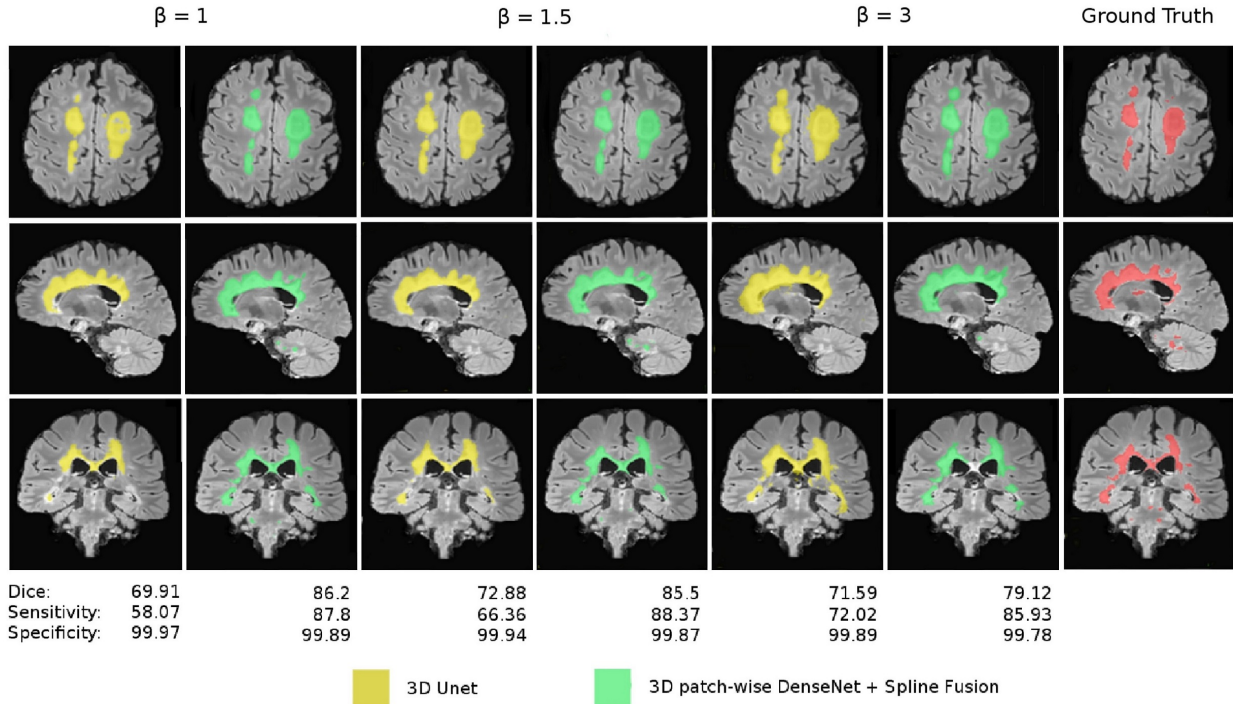 β = 1 β = 1.5 β = 3 Ground Truth
Dice: 69.91 86.2 72.88 85.5 71.59 79.12
Sensitivity: 58.07 87.8 66.36 88.37 72.02 85.93
Specificity: 99.97 99.89 99.94 99.87 99.89 99.78
3D Unet 3D patch-wise DenseNet + Spline Fusion